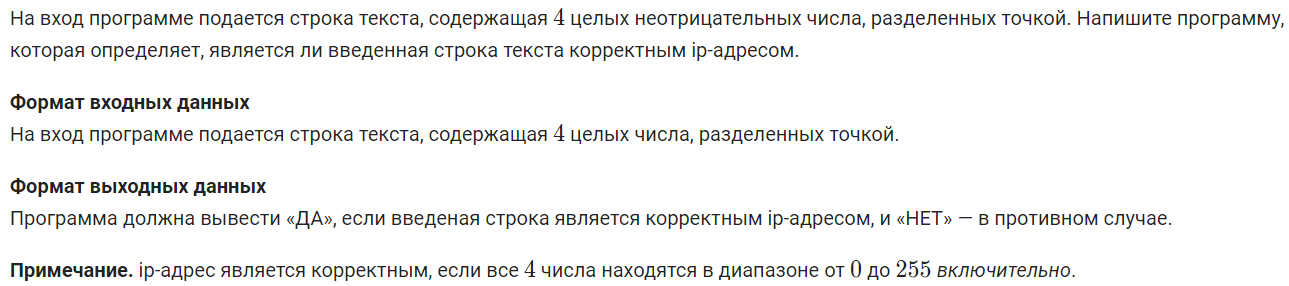 На вход программе подается строка текста, содержащая 4 целых неотрицательных числа, разделенных точкой. Напишите программу,
которая определяет, является ли введенная строка текста корректным ip-адресом.
Формат входных данных
На вход программе подается строка текста, содержащая 4 целых числа, разделенных точкой.
Формат выходных данных
Программа должна вывести «ДА», если введеная строка является корректным ip-адресом, и «НЕТ» — в противном случае.
Примечание. ip-адрес является корректным, если все 4 числа находятся в диапазоне от 0 до 255 включительно.